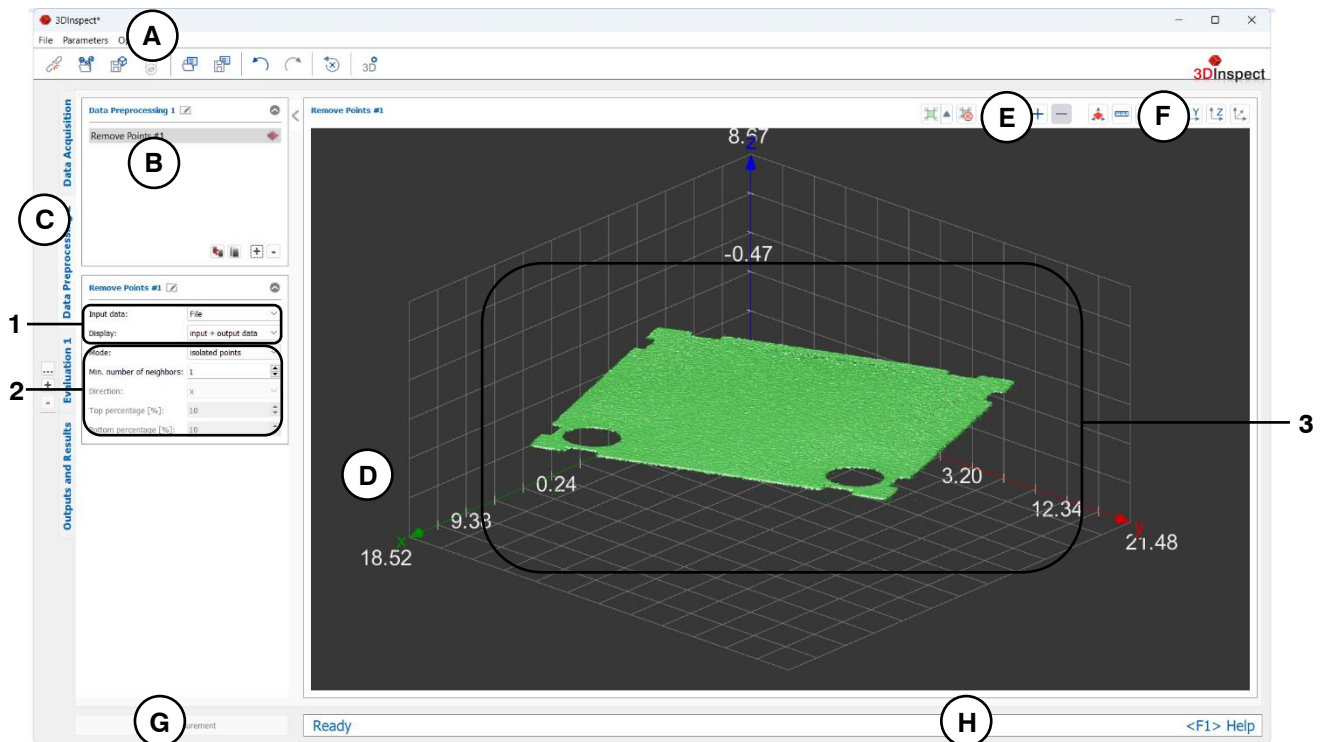 3DInspect*
File Parameters
A
3D
3DInspect
Data Acquisition
Data Preprocessing 1
Evaluation 1
Outputs and Results
Data Preprocessing 1
Remove Points #1
B
C
Remove Points #1
E
F
Y
Z
Remove Points #1
Input data: File
Display: input + output data
1
Mode: isolated points
Min. number of neighbors: 1
Direction: x
Top percentage [%]: 10
Bottom percentage [%]: 10
2
...
+
-
8.67
z
-0.47
D
0.24
9.33
x
18.52
3.20
12.34
y
21.48
3
G
Ready
H
<F1> Help